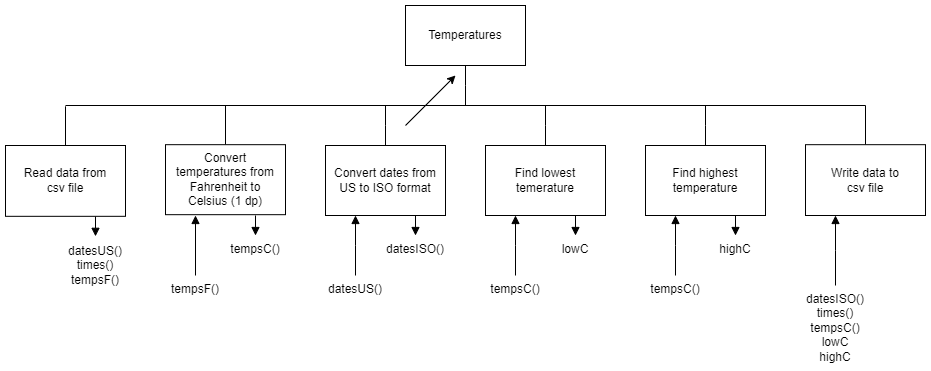 Temperatures
Read data from
csv file
Convert
temperatures from
Fahrenheit to
Celsius (1 dp)
Convert dates from
US to ISO format
Find lowest
temerature
Find highest
temperature
Write data to
csv file
datesUS()
times()
tempsF()
tempsF()
tempsC()
datesUS()
datesISO()
tempsC()
lowC
tempsC()
highC
datesISO()
times()
tempsC()
lowC
highC